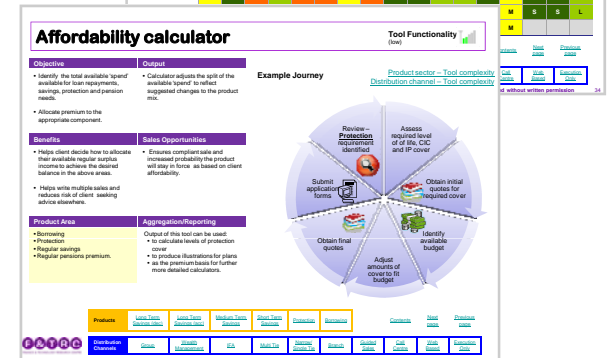 M S S L
M
Contents Next page Previous page
Call Centre Web Based Execution Only
d without written permission 34
Affordability calculator
Tool Functionality
(low)
Objective
• Identify the total available 'spend'
available for loan repayments,
savings, protection and pension
needs.
• Allocate premium to the
appropriate component.
Output
• Calculator adjusts the split of the
available 'spend' to reflect
suggested changes to the product
mix.
Example Journey
Product sector – Tool complexity
Distribution channel – Tool complexity
Benefits
• Helps client decide how to allocate
their available regular surplus
income to achieve the desired
balance in the above areas.
• Helps write multiple sales and
reduces risk of client seeking
advice elsewhere.
Sales Opportunities
• Ensures compliant sale and
increased probability the product
will stay in force as based on client
affordability.
Product Area
• Borrowing
• Protection
• Regular savings
• Regular pensions premium.
Aggregation/Reporting
Output of this tool can be used:
• to calculate levels of protection
cover
• to produce illustrations for plans
• as the premium basis for further
more detailed calculators.
Review –
Protection
requirement
identified
Assess
required level
of of life, CIC
and IP cover
Obtain initial
quotes for
required cover
Identify
available
budget
Adjust
amounts of
cover to fit
budget
Obtain final
quotes
Submit
application
forms
Products
Long Term Savings (dec)
Long Term Savings (acc)
Medium Term Savings
Short Term Savings
Protection
Borrowing
Contents
Next page
Previous page
F&TRC
Distribution Channels
Group
Wealth Management
IFA
Multi Tie
Narrow/ Single Tie
Branch
Guided Sales
Call Centre
Web Based
Execution Only